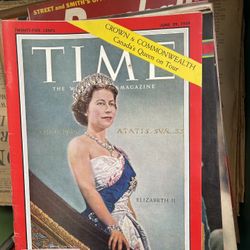 STREET and SMITH'S
TWENTY-FIVE CENTS
JUNE 29, 1959
CROWN & COMMONWEALTH
Canada's Queen on Tour
TIME
THE
MAGAZINE
ELIZABETH II